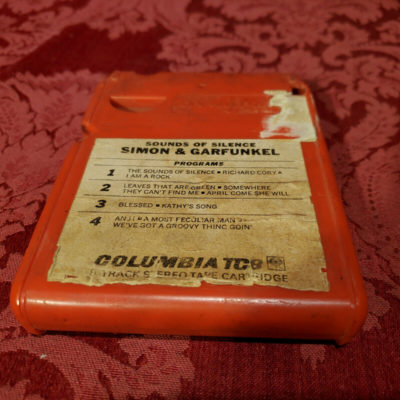 SOUNDS OF SILENCE
SIMON & GARFUNKEL
PROGRAMS
1 THE SOUNDS OF SILENCE • RICHARD CORY •
I AM A ROCK
2 LEAVES THAT ARE GREEN • SOMEWHERE
THEY CAN'T FIND ME • APRIL COME SHE WILL
3 BLESSED • KATHY'S SONG
4 ANJI • A MOST PECULIAR MAN •
WE'VE GOT A GROOVY THING GOIN'
COLUMBIA TC8
8 TRACK STEREO TAPE CARTRIDGE